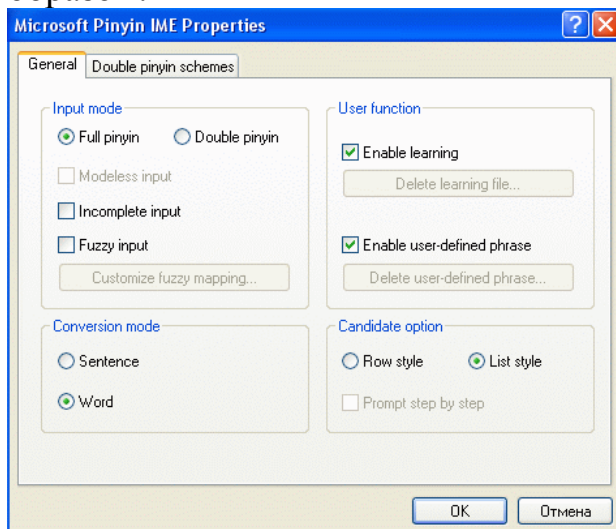 образом:
Microsoft Pinyin IME Properties
General Double pinyin schemes
Input mode
Full pinyin Double pinyin
Modeless input
Incomplete input
Fuzzy input
Customize fuzzy mapping...
User function
Enable learning
Delete learning file...
Enable user-defined phrase
Delete user-defined phrase...
Conversion mode
Sentence
Word
Candidate option
Row style List style
Prompt step by step
OK Отмена